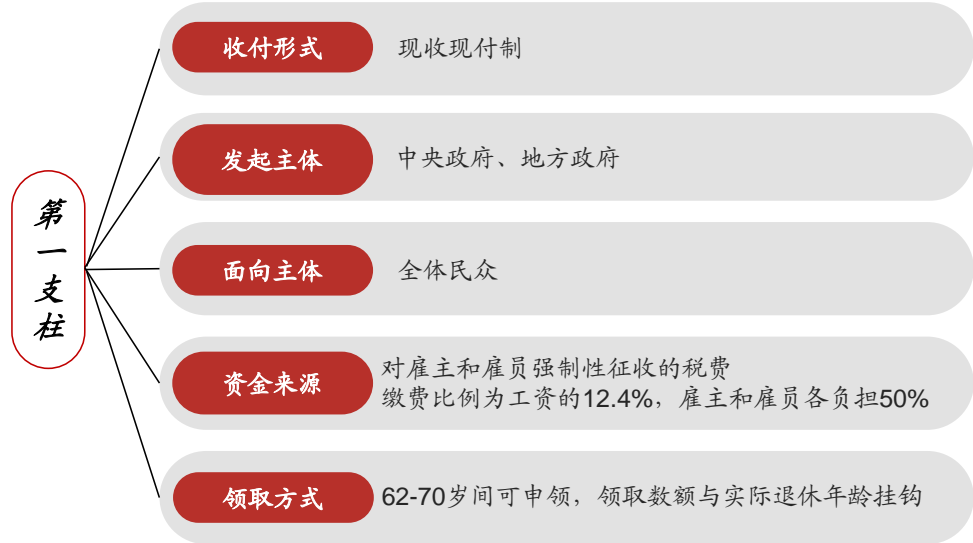 第一支柱
收付形式
现收现付制
发起主体
中央政府、地方政府
面向主体
全体民众
资金来源
对雇主和雇员强制性征收的税费
缴费比例为工资的12.4%，雇主和雇员各负担50%
领取方式
62-70岁间可申领，领取数额与实际退休年龄挂钩